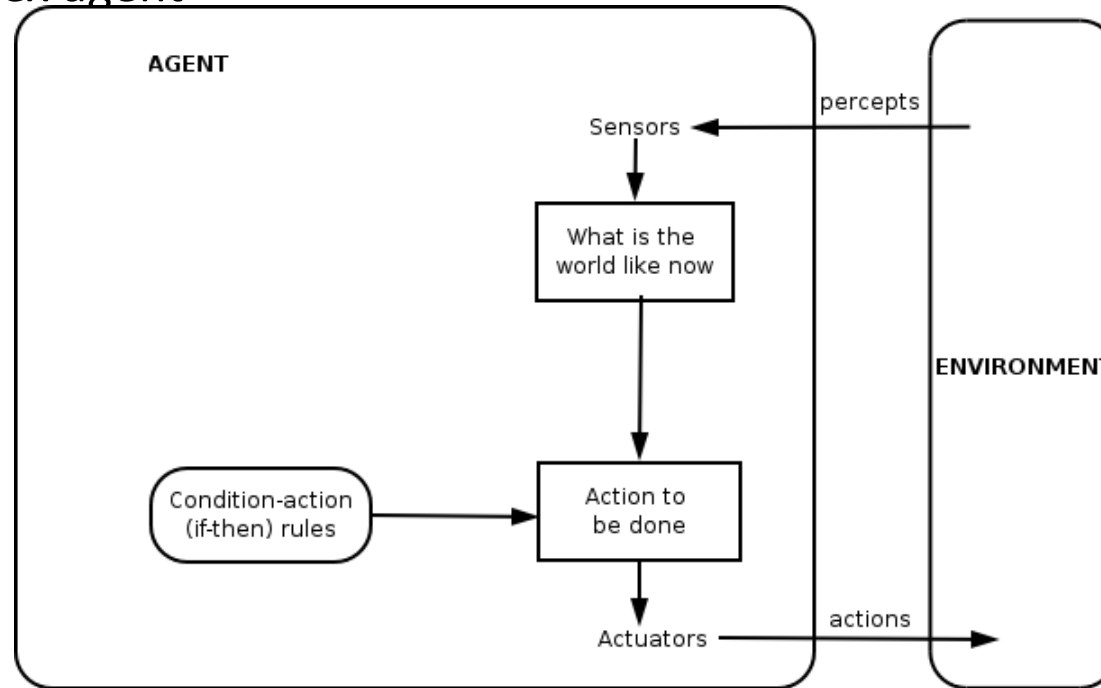 agent
AGENT
percepts
Sensors
What is the
world like now
ENVIRONMENT
Condition-action
(if-then) rules
Action to
be done
actions
Actuators